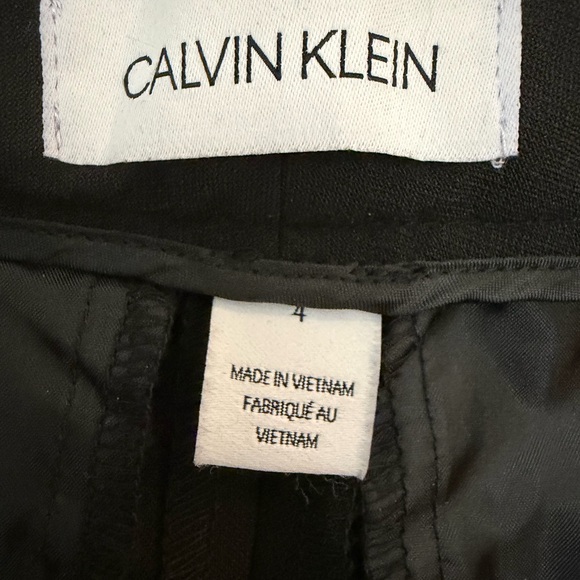 CALVIN KLEIN
4
MADE IN VIETNAM
FABRIQUÉ AU
VIETNAM